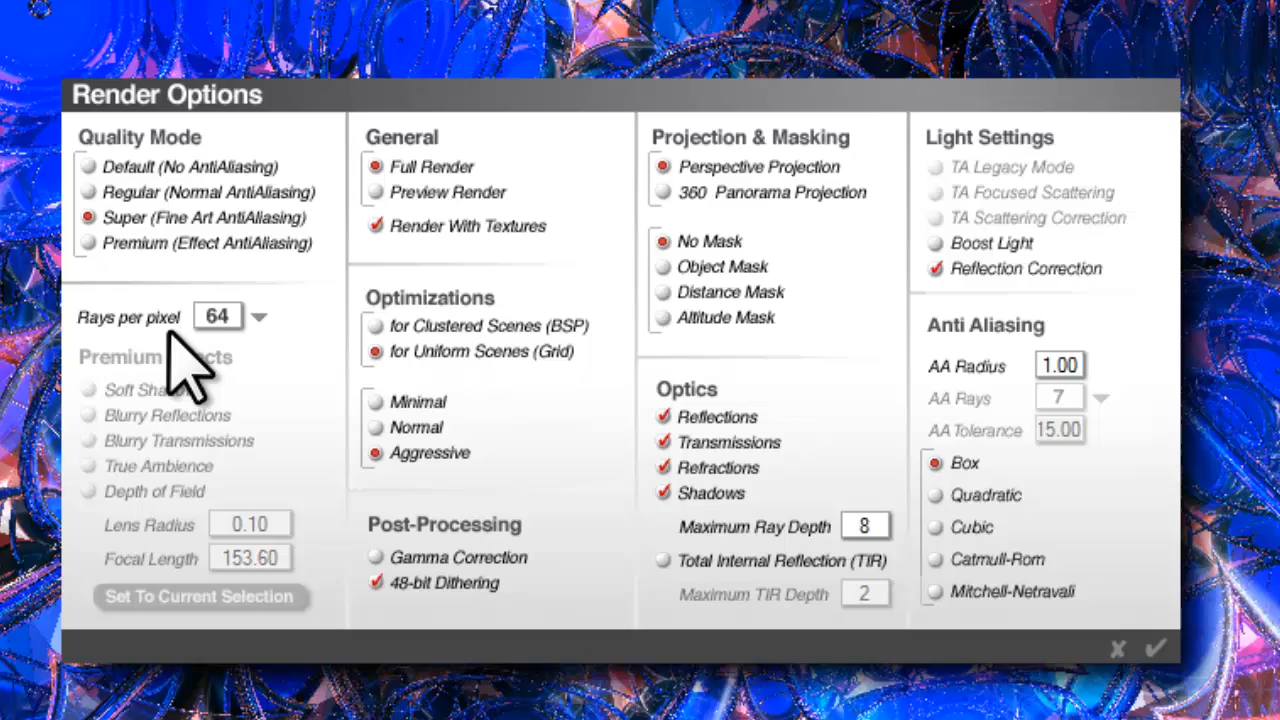 Render Options
Quality Mode
Default (No AntiAliasing)
Regular (Normal AntiAliasing)
Super (Fine Art AntiAliasing)
Premium (Effect AntiAliasing)
Rays per pixel 64
Premium
Soft
Blurry Reflections
Blurry Transmissions
True Ambience
Depth of Field
Lens Radius 0.10
Focal Length 153.60
Set To Current Selection
General
Full Render
Preview Render
Render With Textures
Optimizations
for Clustered Scenes (BSP)
for Uniform Scenes (Grid)
Minimal
Normal
Aggressive
Post-Processing
Gamma Correction
48-bit Dithering
Projection & Masking
Perspective Projection
360 Panorama Projection
No Mask
Object Mask
Distance Mask
Altitude Mask
Optics
Reflections
Transmissions
Refractions
Shadows
Maximum Ray Depth 8
Total Internal Reflection (TIR)
Maximum TIR Depth 2
Light Settings
TA Legacy Mode
TA Focused Scattering
TA Scattering Correction
Boost Light
Reflection Correction
Anti Aliasing
AA Radius 1.00
AA Rays 7
AA Tolerance 15.00
Box
Quadratic
Cubic
Catmull-Rom
Mitchell-Netravali